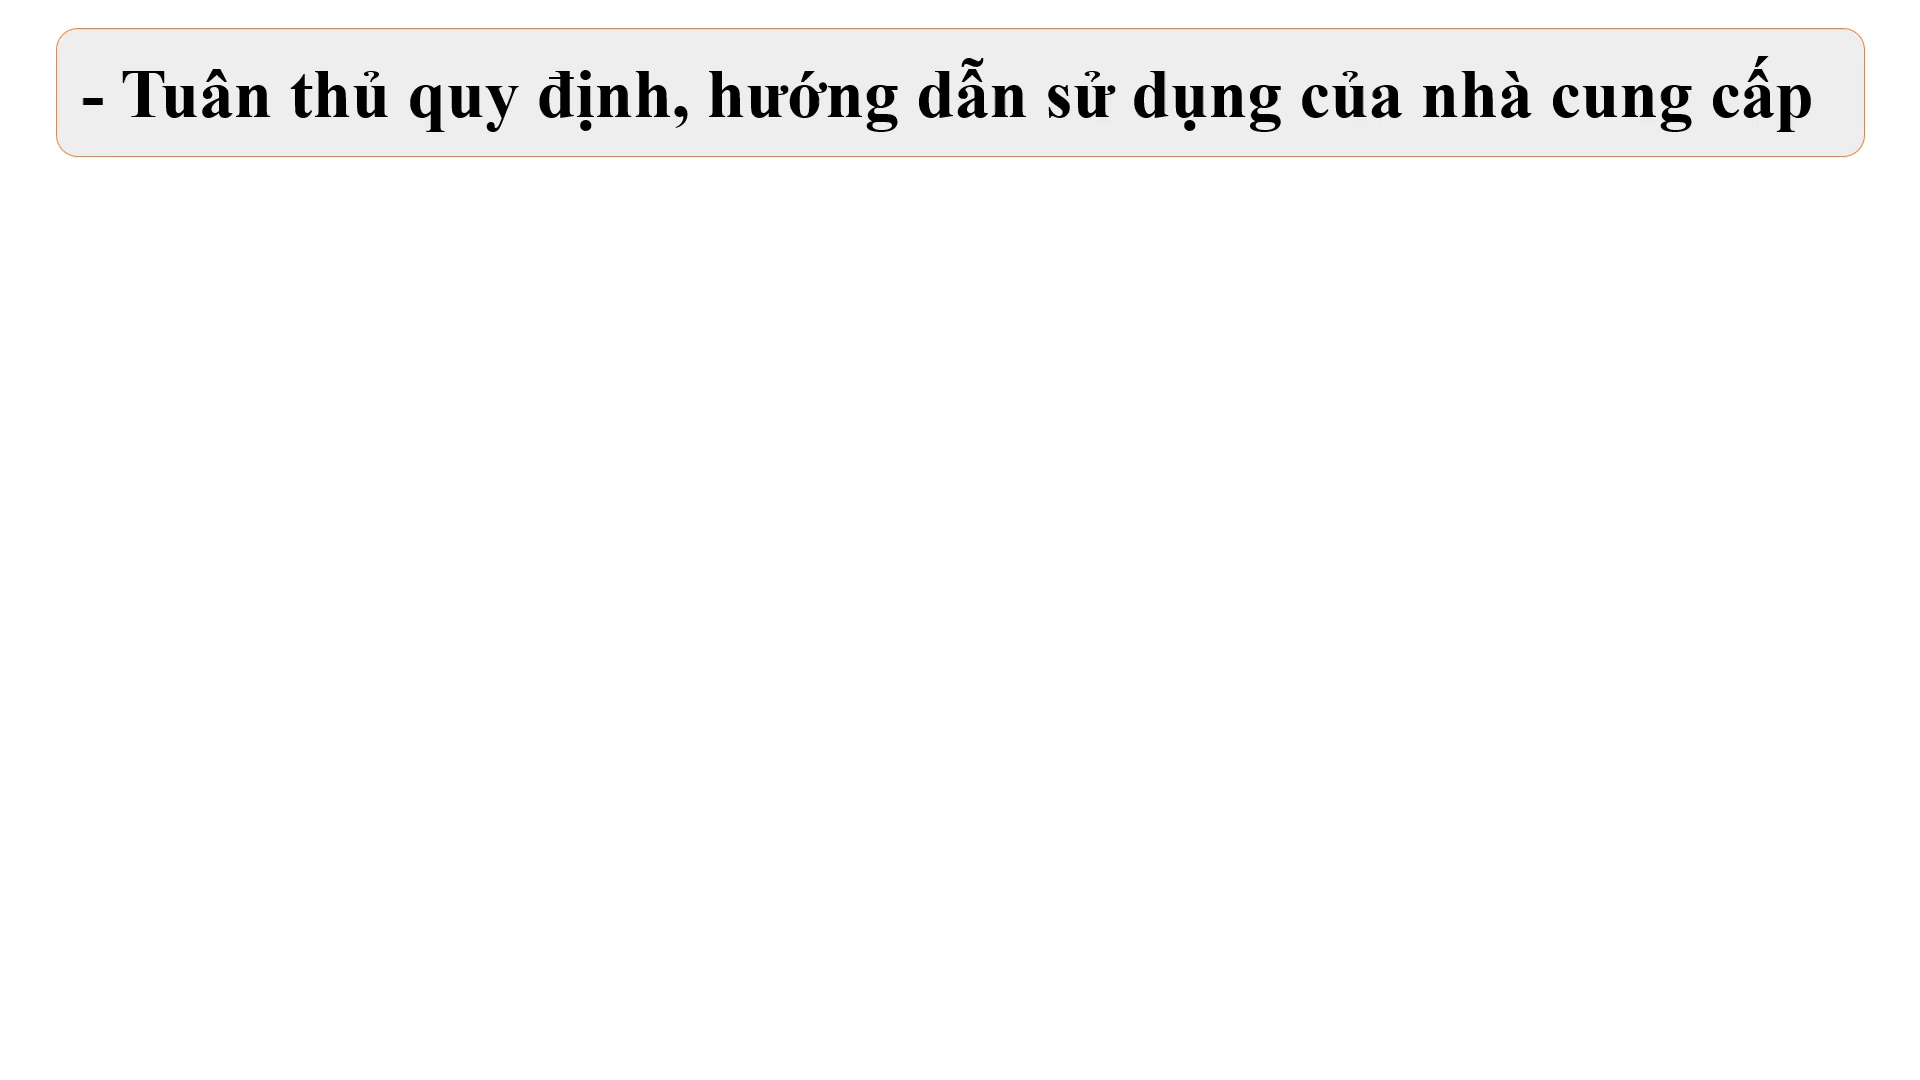 - Tuân thủ quy định, hướng dẫn sử dụng của nhà cung cấp